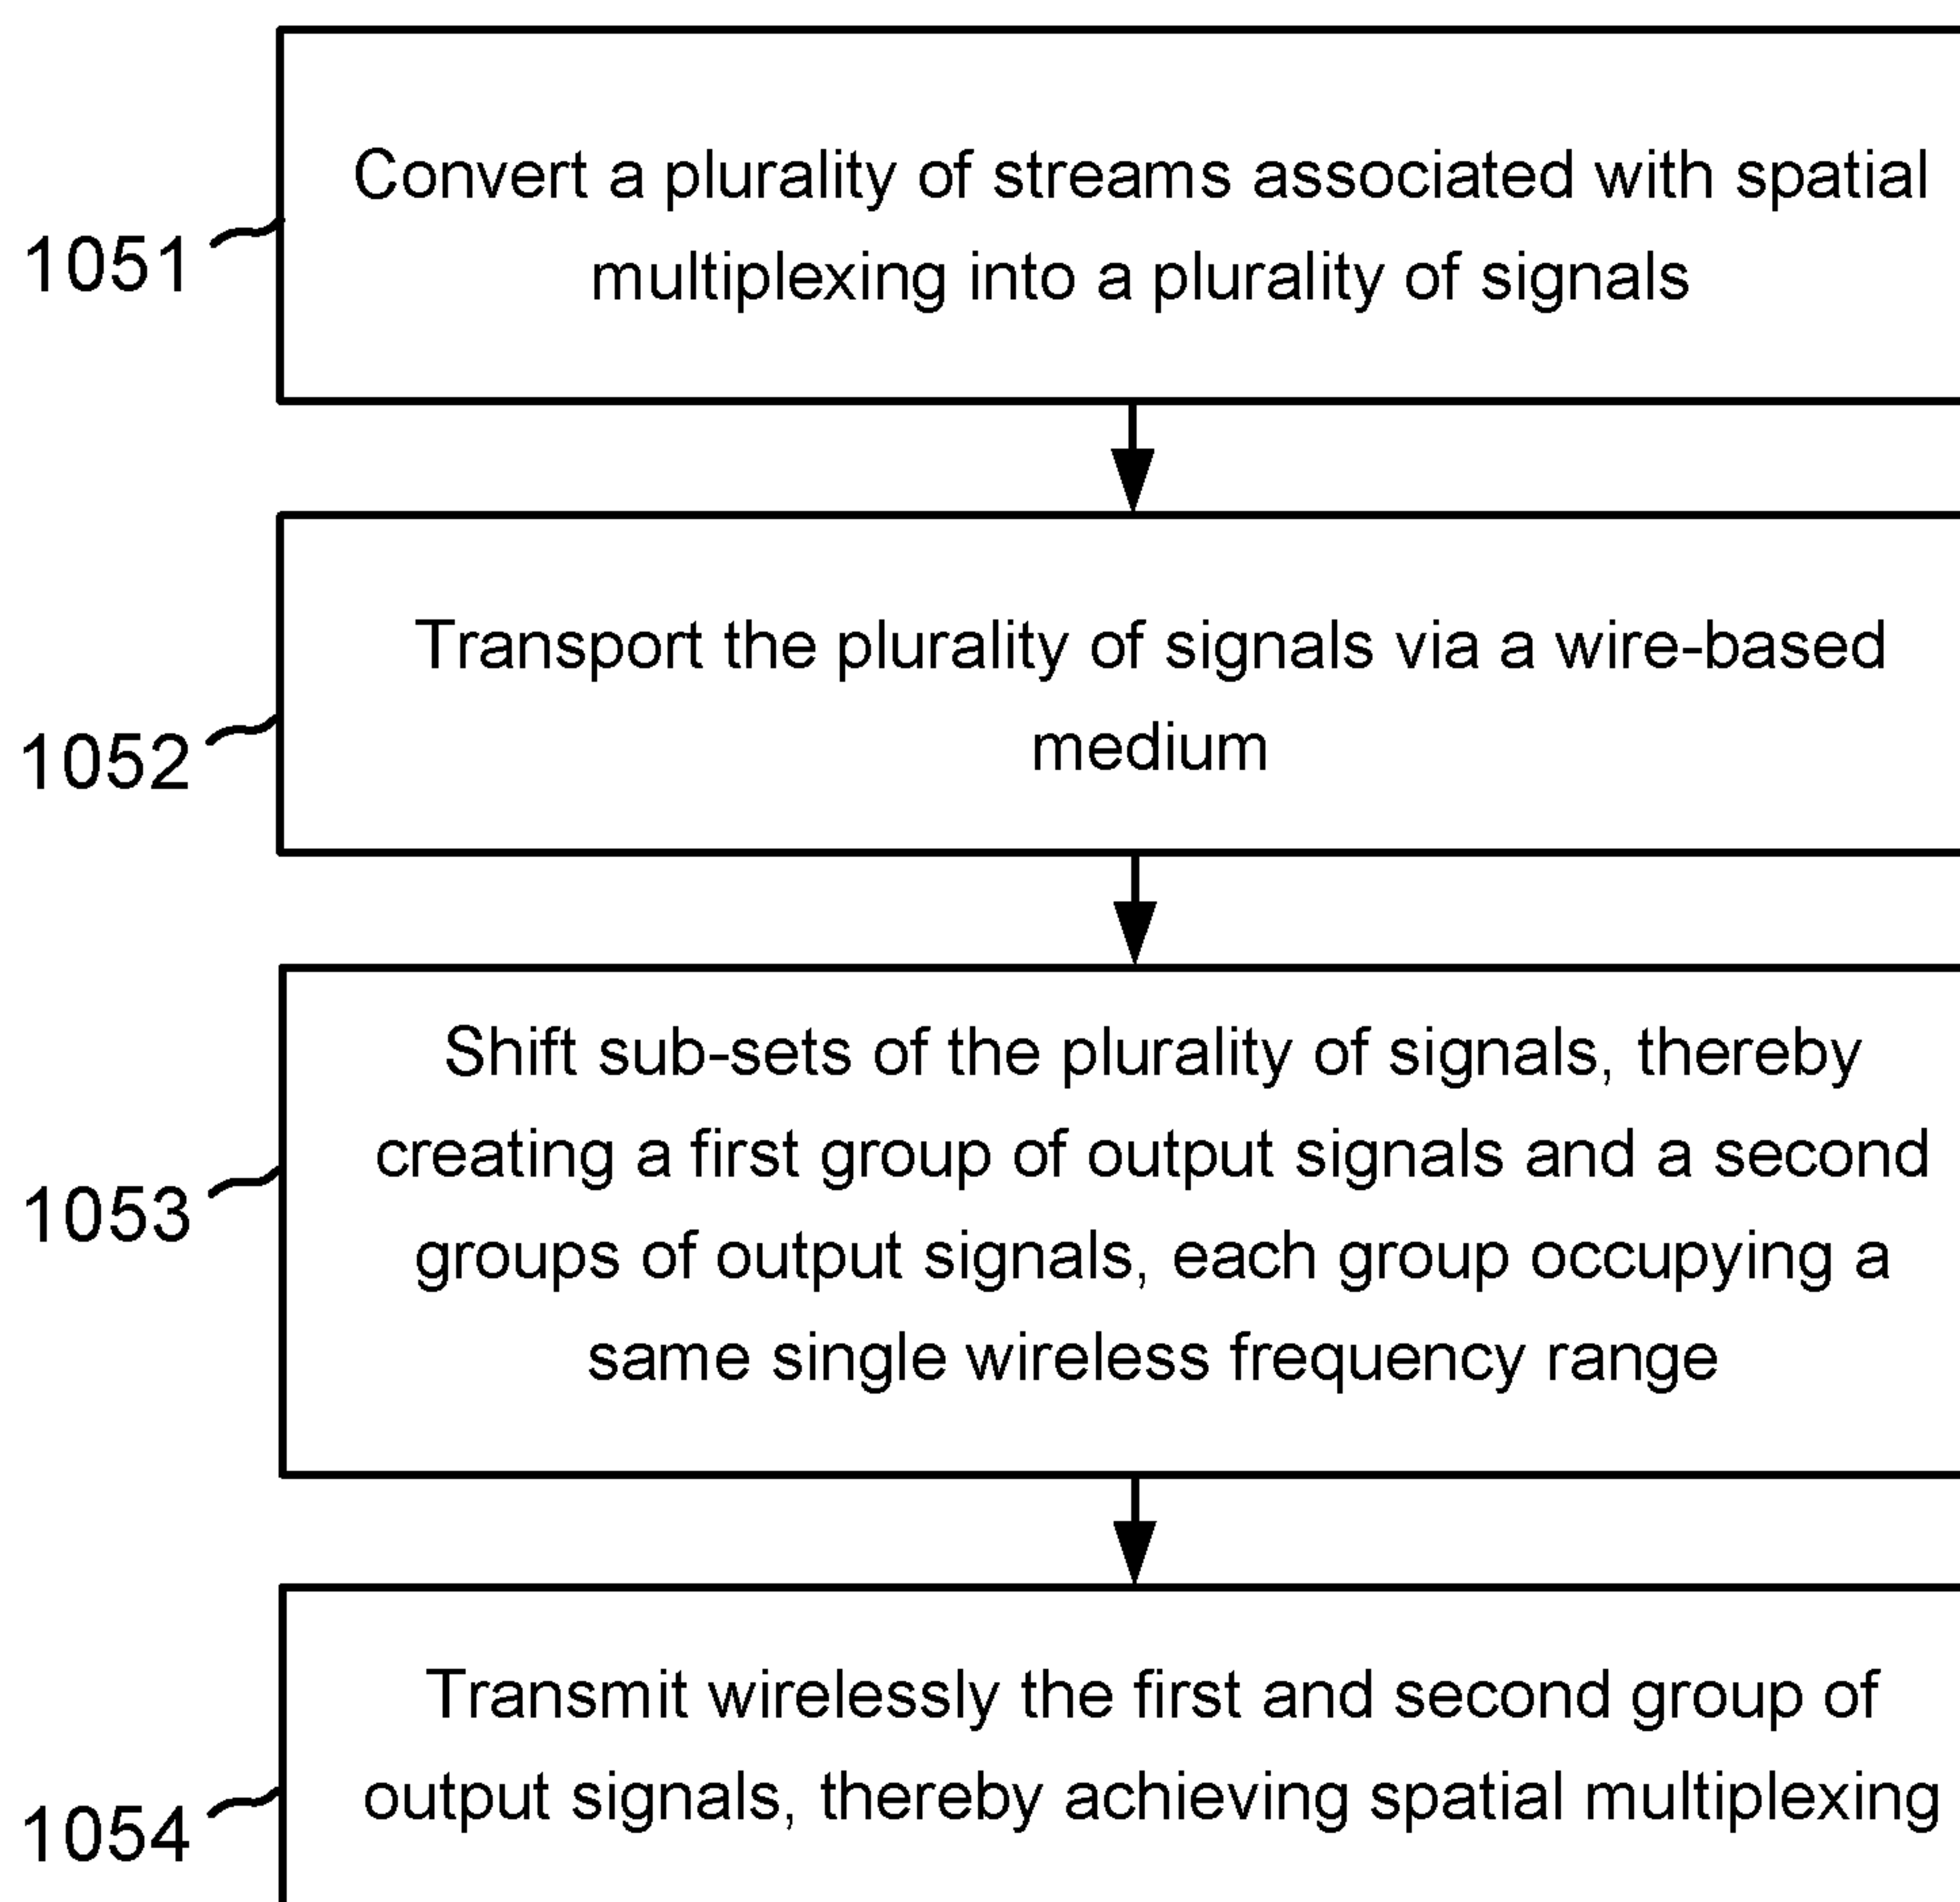 Convert a plurality of streams associated with spatial
multiplexing into a plurality of signals
1051
Transport the plurality of signals via a wire-based
medium
1052
Shift sub-sets of the plurality of signals, thereby
creating a first group of output signals and a second
groups of output signals, each group occupying a
same single wireless frequency range
1053
Transmit wirelessly the first and second group of
output signals, thereby achieving spatial multiplexing
1054